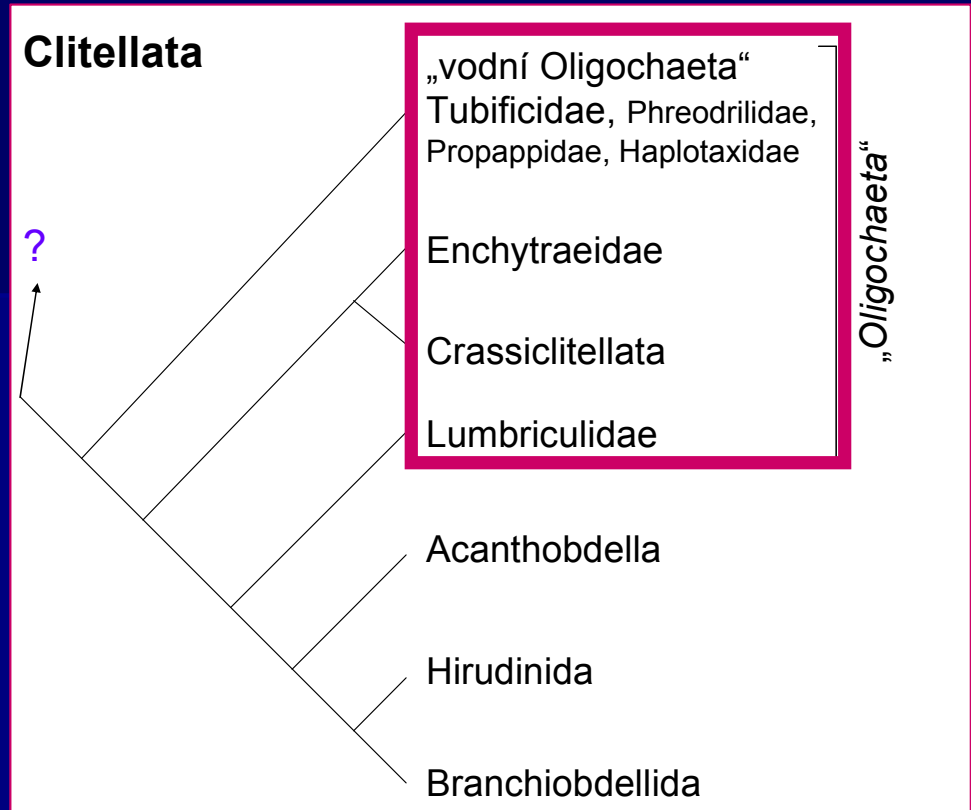 Clitellata
„vodní Oligochaeta“
Tubificidae, Phreodrilidae,
Propappidae, Haplotaxidae
„Oligochaeta“
?
Enchytraeidae
Crassiclitellata
Lumbriculidae
Acanthobdella
Hirudinida
Branchiobdellida